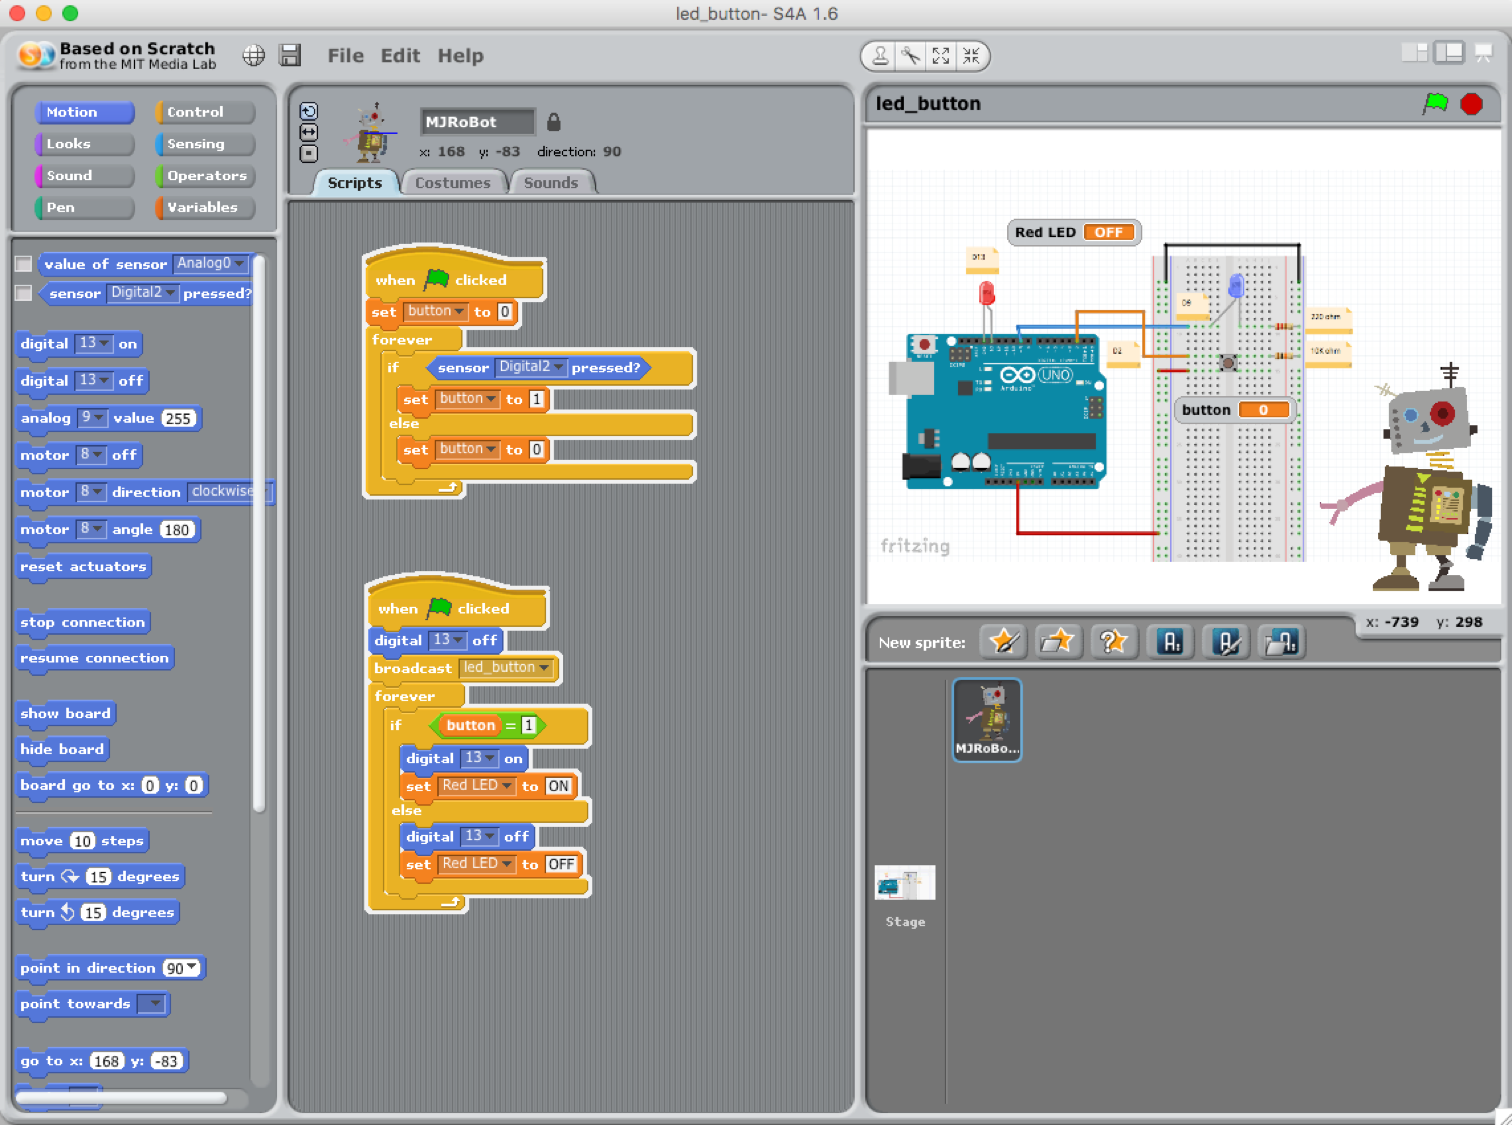 led_button- S4A 1.6
Based on Scratch
from the MIT Media Lab
File Edit Help
Motion Control
Looks Sensing
Sound Operators
Pen Variables
value of sensor Analog0
sensor Digital2 pressed?
digital 13 on
digital 13 off
analog 9 value 255
motor 8 off
motor 8 direction clockwise
motor 8 angle 180
reset actuators
stop connection
resume connection
show board
hide board
board go to x: 0 y: 0
move 10 steps
turn 15 degrees
turn 15 degrees
point in direction 90
point towards
go to x: 168 y: -83
MJRoBot
x: 168 y: -83 direction: 90
Scripts Costumes Sounds
when clicked
set button to 0
forever
if sensor Digital2 pressed?
set button to 1
else
set button to 0
when clicked
digital 13 off
broadcast led_button
forever
if button = 1
digital 13 on
set Red LED to ON
else
digital 13 off
set Red LED to OFF
led_button
Red LED OFF
D13
D9
220 ohm
D2
10K ohm
UNO
Arduino
button 0
fritzing
x: -739 y: 298
New sprite:
MJRoBo...
Stage